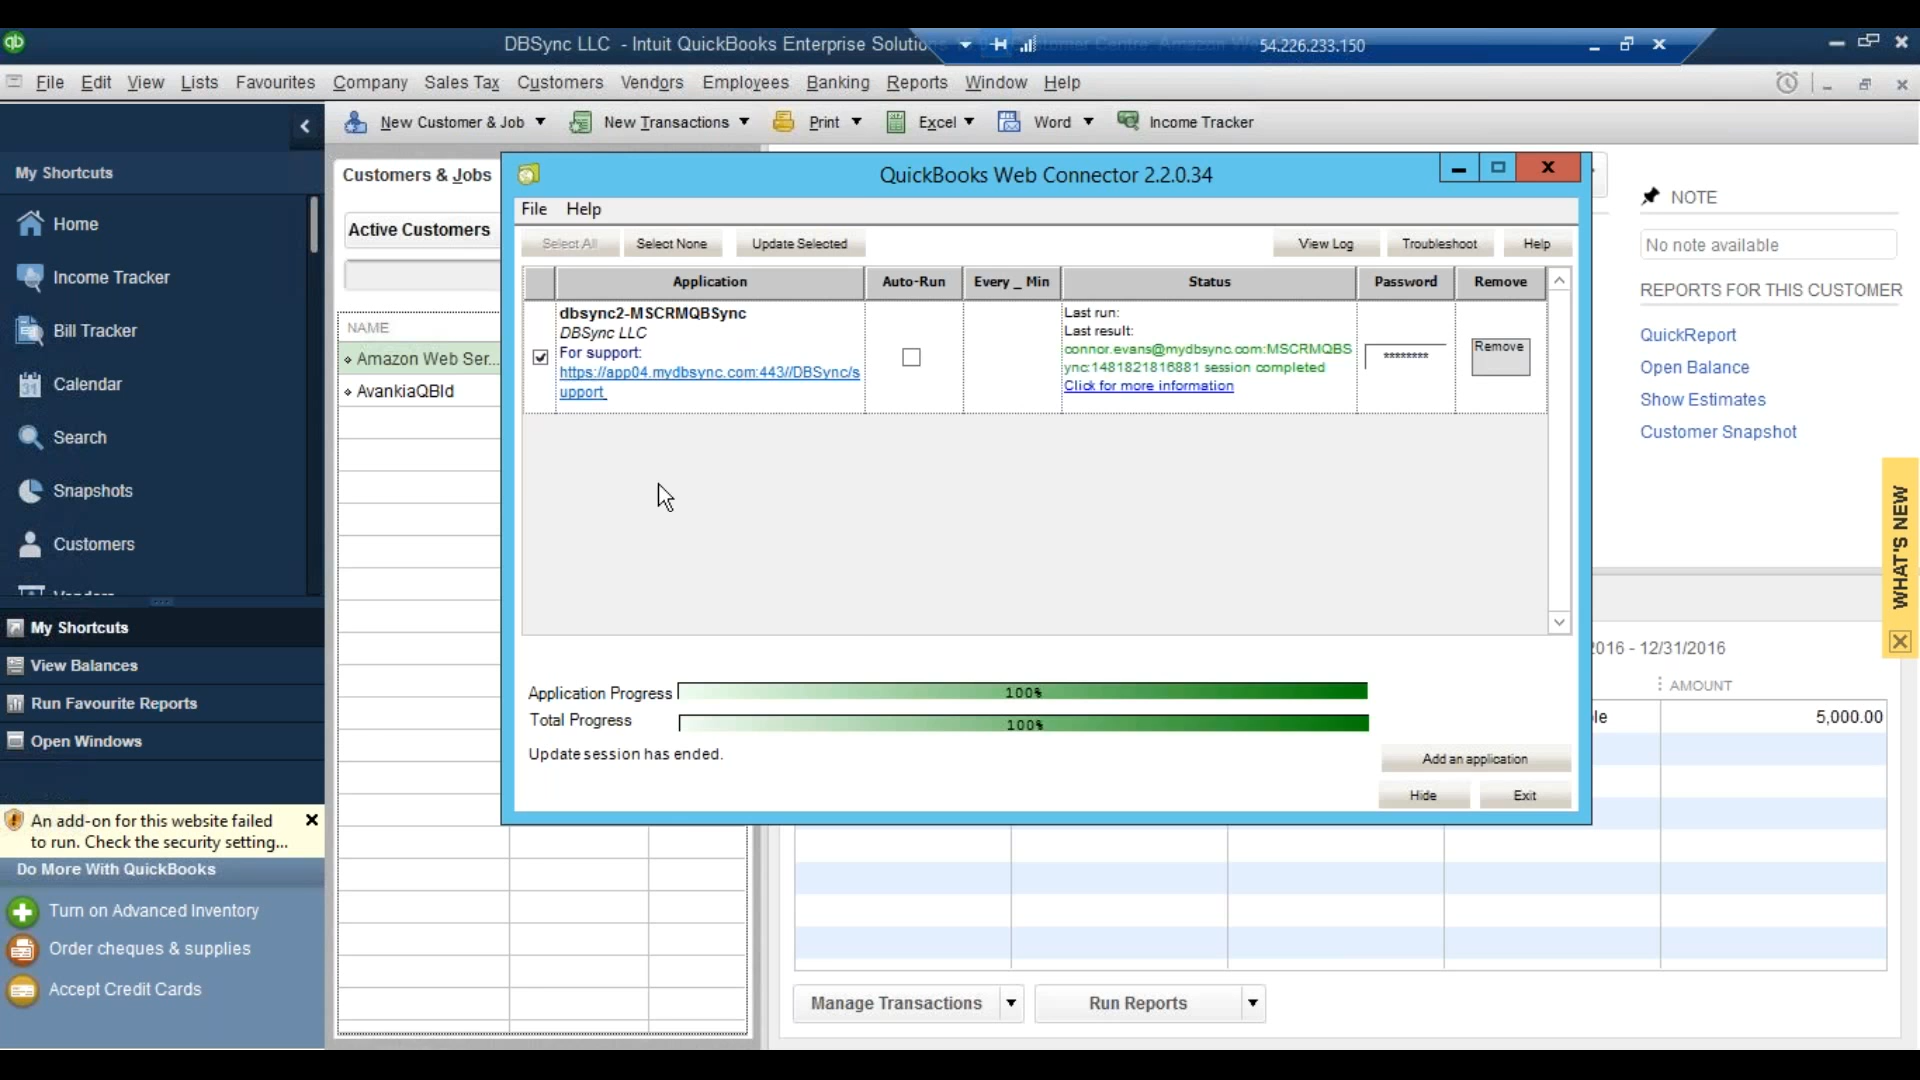 DBSync LLC - Intuit QuickBooks Enterprise Solutio
54.226.233.150
File Edit View Lists Favourites Company Sales Tax Customers Vendors Employees Banking Reports Window Help
New Customer & Job New Transactions Print Excel Word Income Tracker
My Shortcuts
Home
Income Tracker
Bill Tracker
Calendar
Search
Snapshots
Customers
My Shortcuts
View Balances
Run Favourite Reports
Open Windows
An add-on for this website failed
to run. Check the security setting...
Do More With QuickBooks
Turn on Advanced Inventory
Order cheques & supplies
Accept Credit Cards
Customers & Jobs
Active Customers
NAME
Amazon Web Ser...
AvankiaQBld
QuickBooks Web Connector 2.2.0.34
File Help
Select All Select None Update Selected View Log Troubleshoot Help
Application Auto-Run Every _ Min Status Password Remove
dbsync2-MSCRMQBSync
DBSync LLC
For support:
https://app04.mydbsync.com:443//DBSync/s
upport
Last run:
Last result:
connor.evans@mydbsync.com:MSCRMQBS
ync:1481821816881 session completed
Click for more information
********
Remove
Application Progress 100%
Total Progress 100%
Update session has ended.
Add an application
Hide Exit
NOTE
No note available
REPORTS FOR THIS CUSTOMER
QuickReport
Open Balance
Show Estimates
Customer Snapshot
WHAT'S NEW
2016 - 12/31/2016
AMOUNT
le 5,000.00
Manage Transactions Run Reports